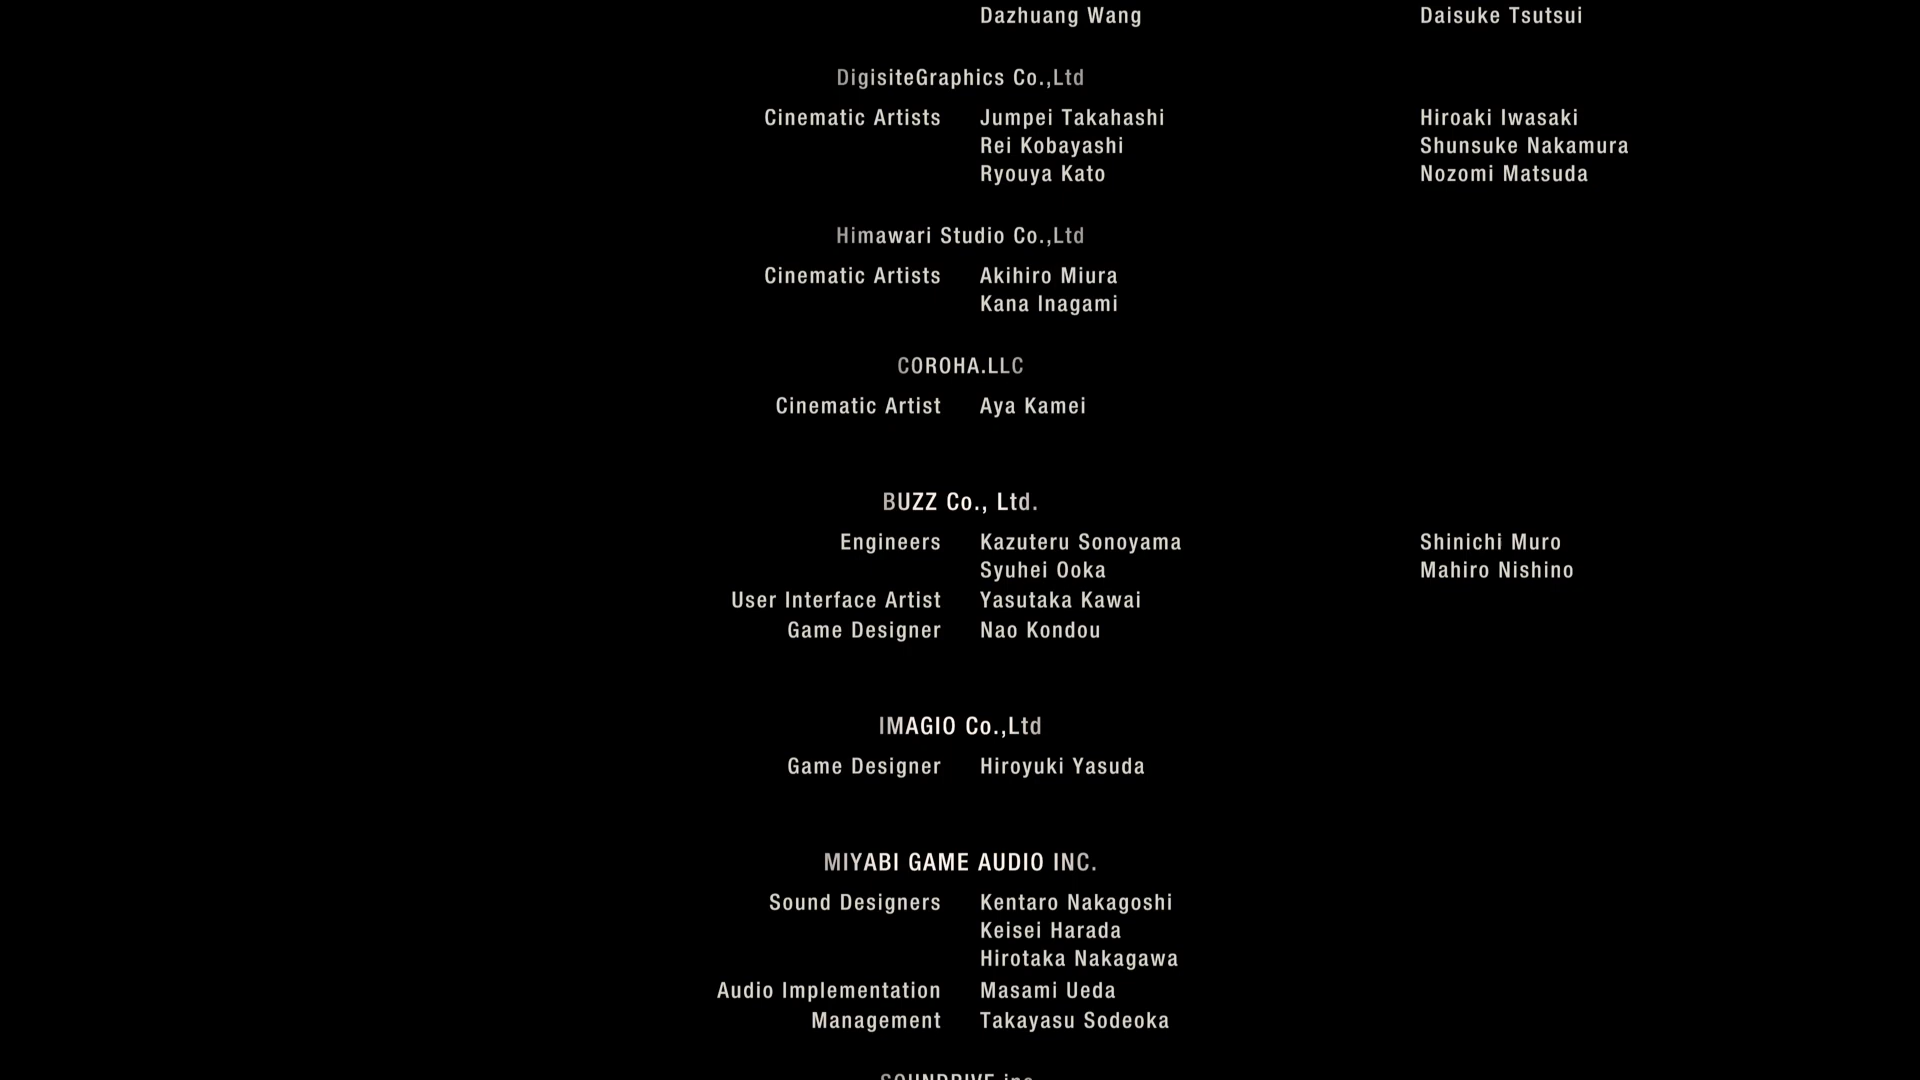 Dazhuang Wang Daisuke Tsutsui
DigisiteGraphics Co.,Ltd
Cinematic Artists Jumpei Takahashi Hiroaki Iwasaki
Rei Kobayashi Shunsuke Nakamura
Ryouya Kato Nozomi Matsuda
Himawari Studio Co.,Ltd
Cinematic Artists Akihiro Miura
Kana Inagami
COROHA.LLC
Cinematic Artist Aya Kamei
BUZZ Co., Ltd.
Engineers Kazuteru Sonoyama Shinichi Muro
Syuhei Ooka Mahiro Nishino
User Interface Artist Yasutaka Kawai
Game Designer Nao Kondou
IMAGIO Co.,Ltd
Game Designer Hiroyuki Yasuda
MIYABI GAME AUDIO INC.
Sound Designers Kentaro Nakagoshi
Keisei Harada
Hirotaka Nakagawa
Audio Implementation Masami Ueda
Management Takayasu Sodeoka
SOUNDRIVE inc